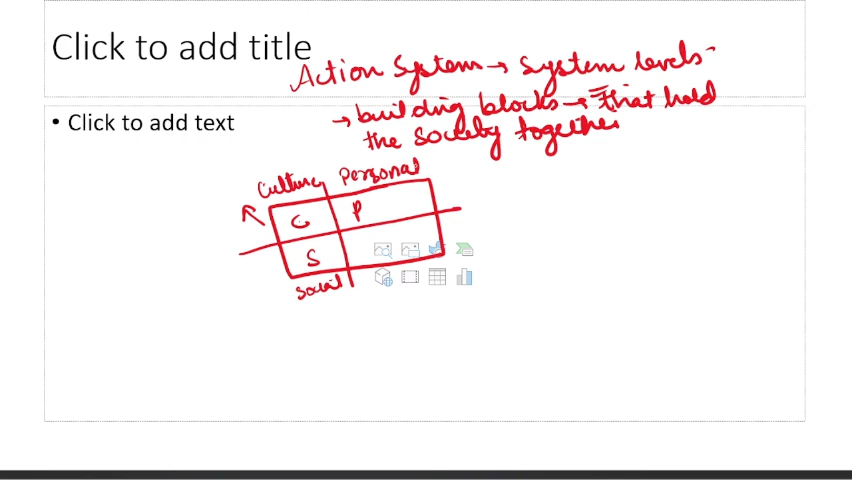 Click to add title
Action System → System levels
• Click to add text
→ building blocks → that hold
the society together
Culture Personal
C P
S
Social